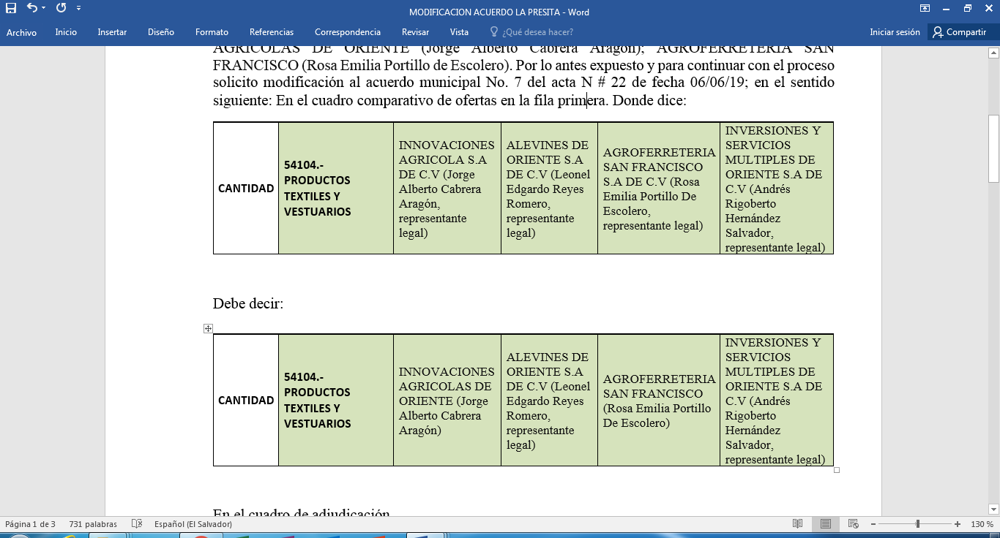 MODIFICACION ACUERDO LA PRESITA - Word
Archivo Inicio Insertar Diseño Formato Referencias Correspondencia Revisar Vista ¿Qué desea hacer? Iniciar sesión Compartir
AGRICOLAS DE ORIENTE (Jorge Alberto Cabrera Aragón); AGROFERRETERIA SAN
FRANCISCO (Rosa Emilia Portillo de Escolero). Por lo antes expuesto y para continuar con el proceso
solicito modificación al acuerdo municipal No. 7 del acta N # 22 de fecha 06/06/19; en el sentido
siguiente: En el cuadro comparativo de ofertas en la fila primera. Donde dice:
CANTIDAD
54104.-
PRODUCTOS
TEXTILES Y
VESTUARIOS
INNOVACIONES
AGRICOLA S.A
DE C.V (Jorge
Alberto Cabrera
Aragón,
representante
legal)
ALEVINES DE
ORIENTE S.A
DE C.V (Leonel
Edgardo Reyes
Romero,
representante
legal)
AGROFERRETERIA
SAN FRANCISCO
S.A DE C.V (Rosa
Emilia Portillo De
Escolero,
representante legal)
INVERSIONES Y
SERVICIOS
MULTIPLES DE
ORIENTE S.A DE
C.V (Andrés
Rigoberto
Hernández
Salvador,
representante legal)
Debe decir:
CANTIDAD
54104.-
PRODUCTOS
TEXTILES Y
VESTUARIOS
INNOVACIONES
AGRICOLAS DE
ORIENTE (Jorge
Alberto Cabrera
Aragón)
ALEVINES DE
ORIENTE S.A
DE C.V (Leonel
Edgardo Reyes
Romero,
representante
legal)
AGROFERRETERIA
SAN FRANCISCO
(Rosa Emilia Portillo
De Escolero)
INVERSIONES Y
SERVICIOS
MULTIPLES DE
ORIENTE S.A DE
C.V (Andrés
Rigoberto
Hernández
Salvador,
representante legal)
En el cuadro de adjudicación
Página 1 de 3 731 palabras Español (El Salvador) 130 %